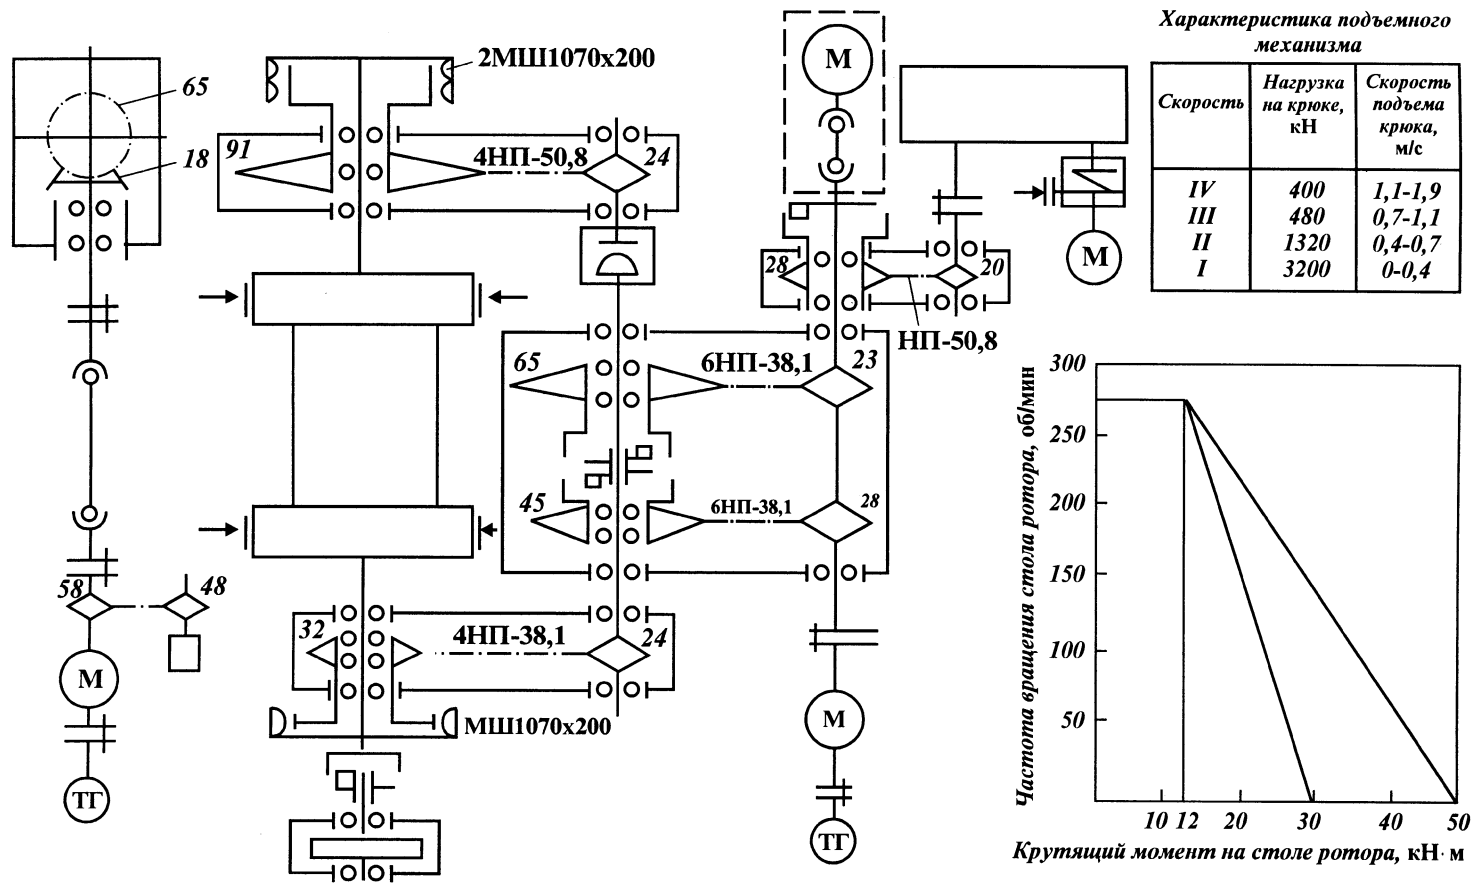 65
18
2МШ1070х200
91
4НП-50,8
24
М
28
20
НП-50,8
М
65
6НП-38,1
23
45
6НП-38,1
28
58
48
32
4НП-38,1
24
М
М
МШ1070х200
ТГ
ТГ
Характеристика подъемного
механизма
Скорость
Нагрузка
на крюке,
кН
Скорость
подъема
крюка,
м/с
IV 400 1,1-1,9
III 480 0,7-1,1
II 1320 0,4-0,7
I 3200 0-0,4
Частота вращения стола ротора, об/мин
300
250
200
150
100
50
10 12 20 30 40 50
Крутящий момент на столе ротора, кН·м